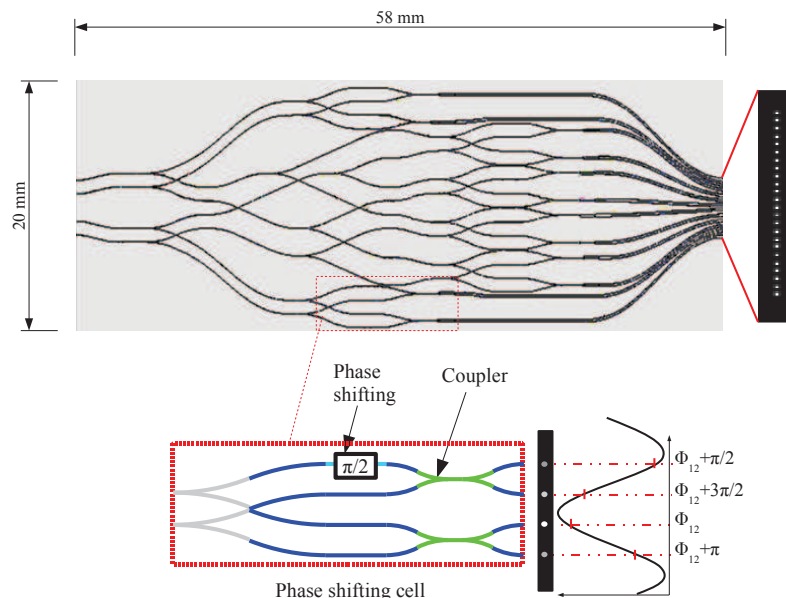 58 mm
20 mm
Phase
shifting
Coupler
π/2
Φ12+π/2
Φ12+3π/2
Φ12
Φ12+π
Phase shifting cell